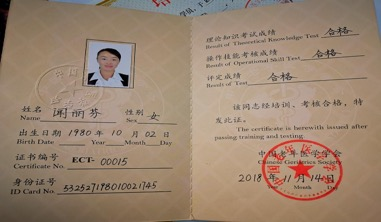 姓名 谢丽芬 性别 女
Name Sex
出生日期 1980 年 10 月 02 日
Birth Date Year Month Day
证书编号 ECT- 00015
Certificate No.
身份证号 532527198010021745
ID Card No.
理论知识考试成绩 合格
Result of Theoretical Knowledge Test
操作技能考核成绩 合格
Result of Operational Skill Test
评定成绩 合格
Result of Test
该同志经培训、考核合格，特
发此证。
The certificate is herewith issued after
passing training and testing.
中国老年医学学会
Chinese Geriatrics Society
2018 年 11 月 14 日
Year Month Day